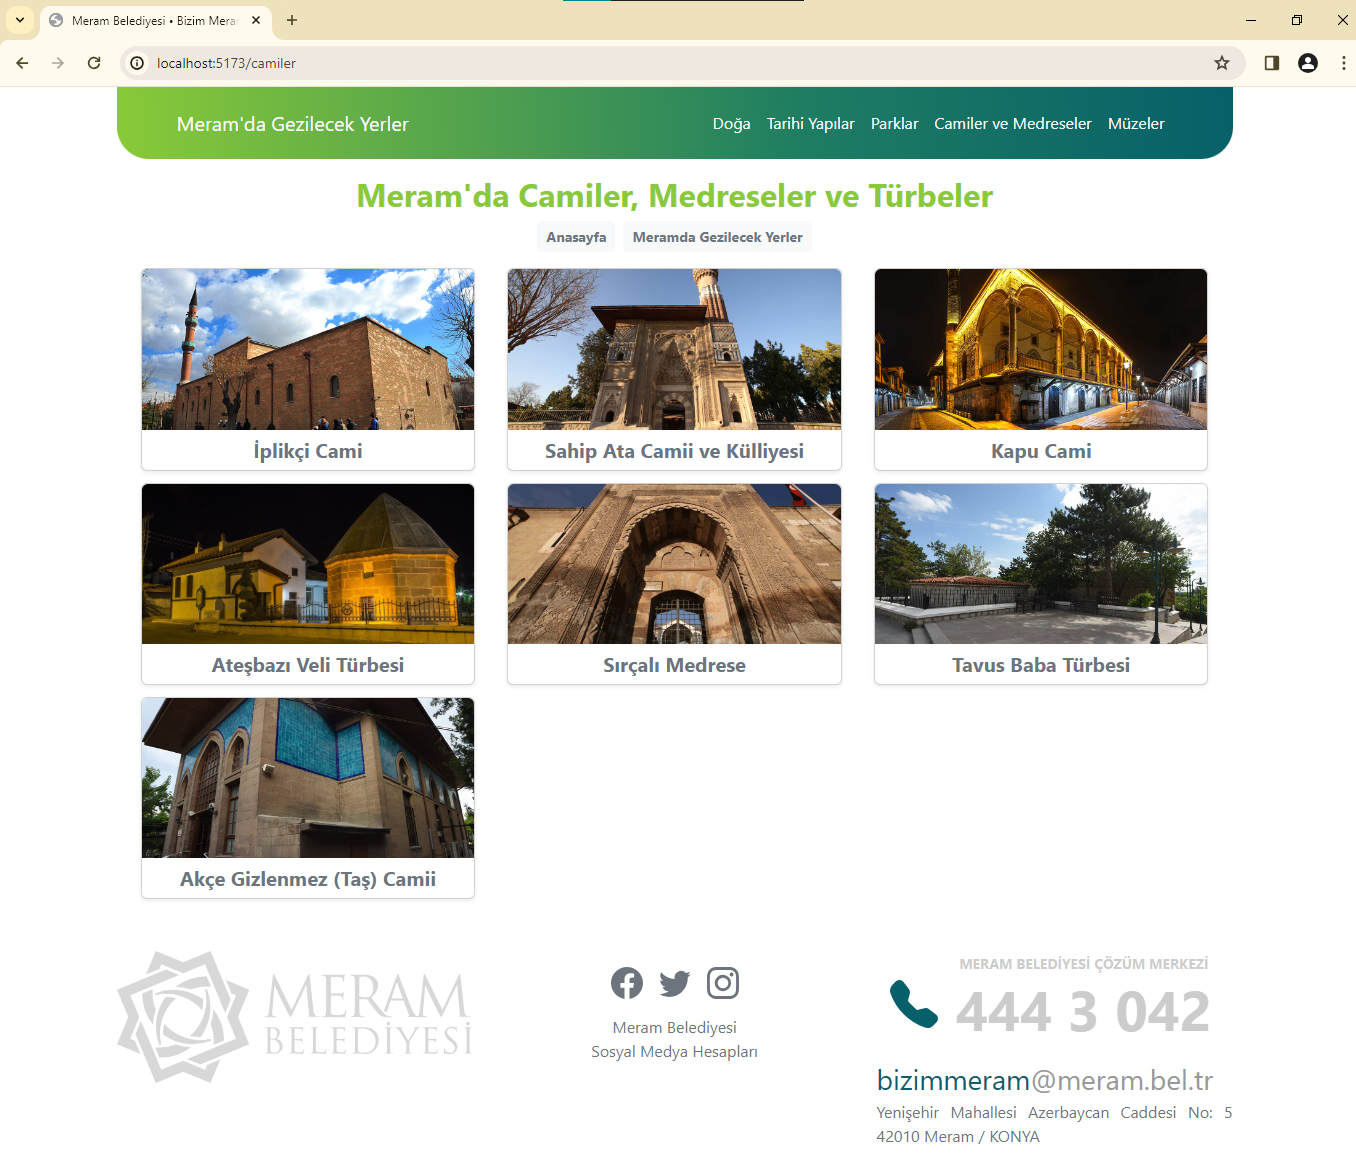 Meram Belediyesi • Bizim Mera
localhost:5173/camiler
Meram'da Gezilecek Yerler
Doğa Tarihi Yapılar Parklar Camiler ve Medreseler Müzeler
Meram'da Camiler, Medreseler ve Türbeler
Anasayfa Meramda Gezilecek Yerler
İplikçi Cami
Sahip Ata Camii ve Külliyesi
Kapu Cami
Ateşbazı Veli Türbesi
Sırçalı Medrese
Tavus Baba Türbesi
Akçe Gizlenmez (Taş) Camii
MERAM
BELEDİYESİ
Meram Belediyesi
Sosyal Medya Hesapları
MERAM BELEDİYESİ ÇÖZÜM MERKEZİ
444 3 042
bizimmeram@meram.bel.tr
Yenişehir Mahallesi Azerbaycan Caddesi No: 5
42010 Meram / KONYA